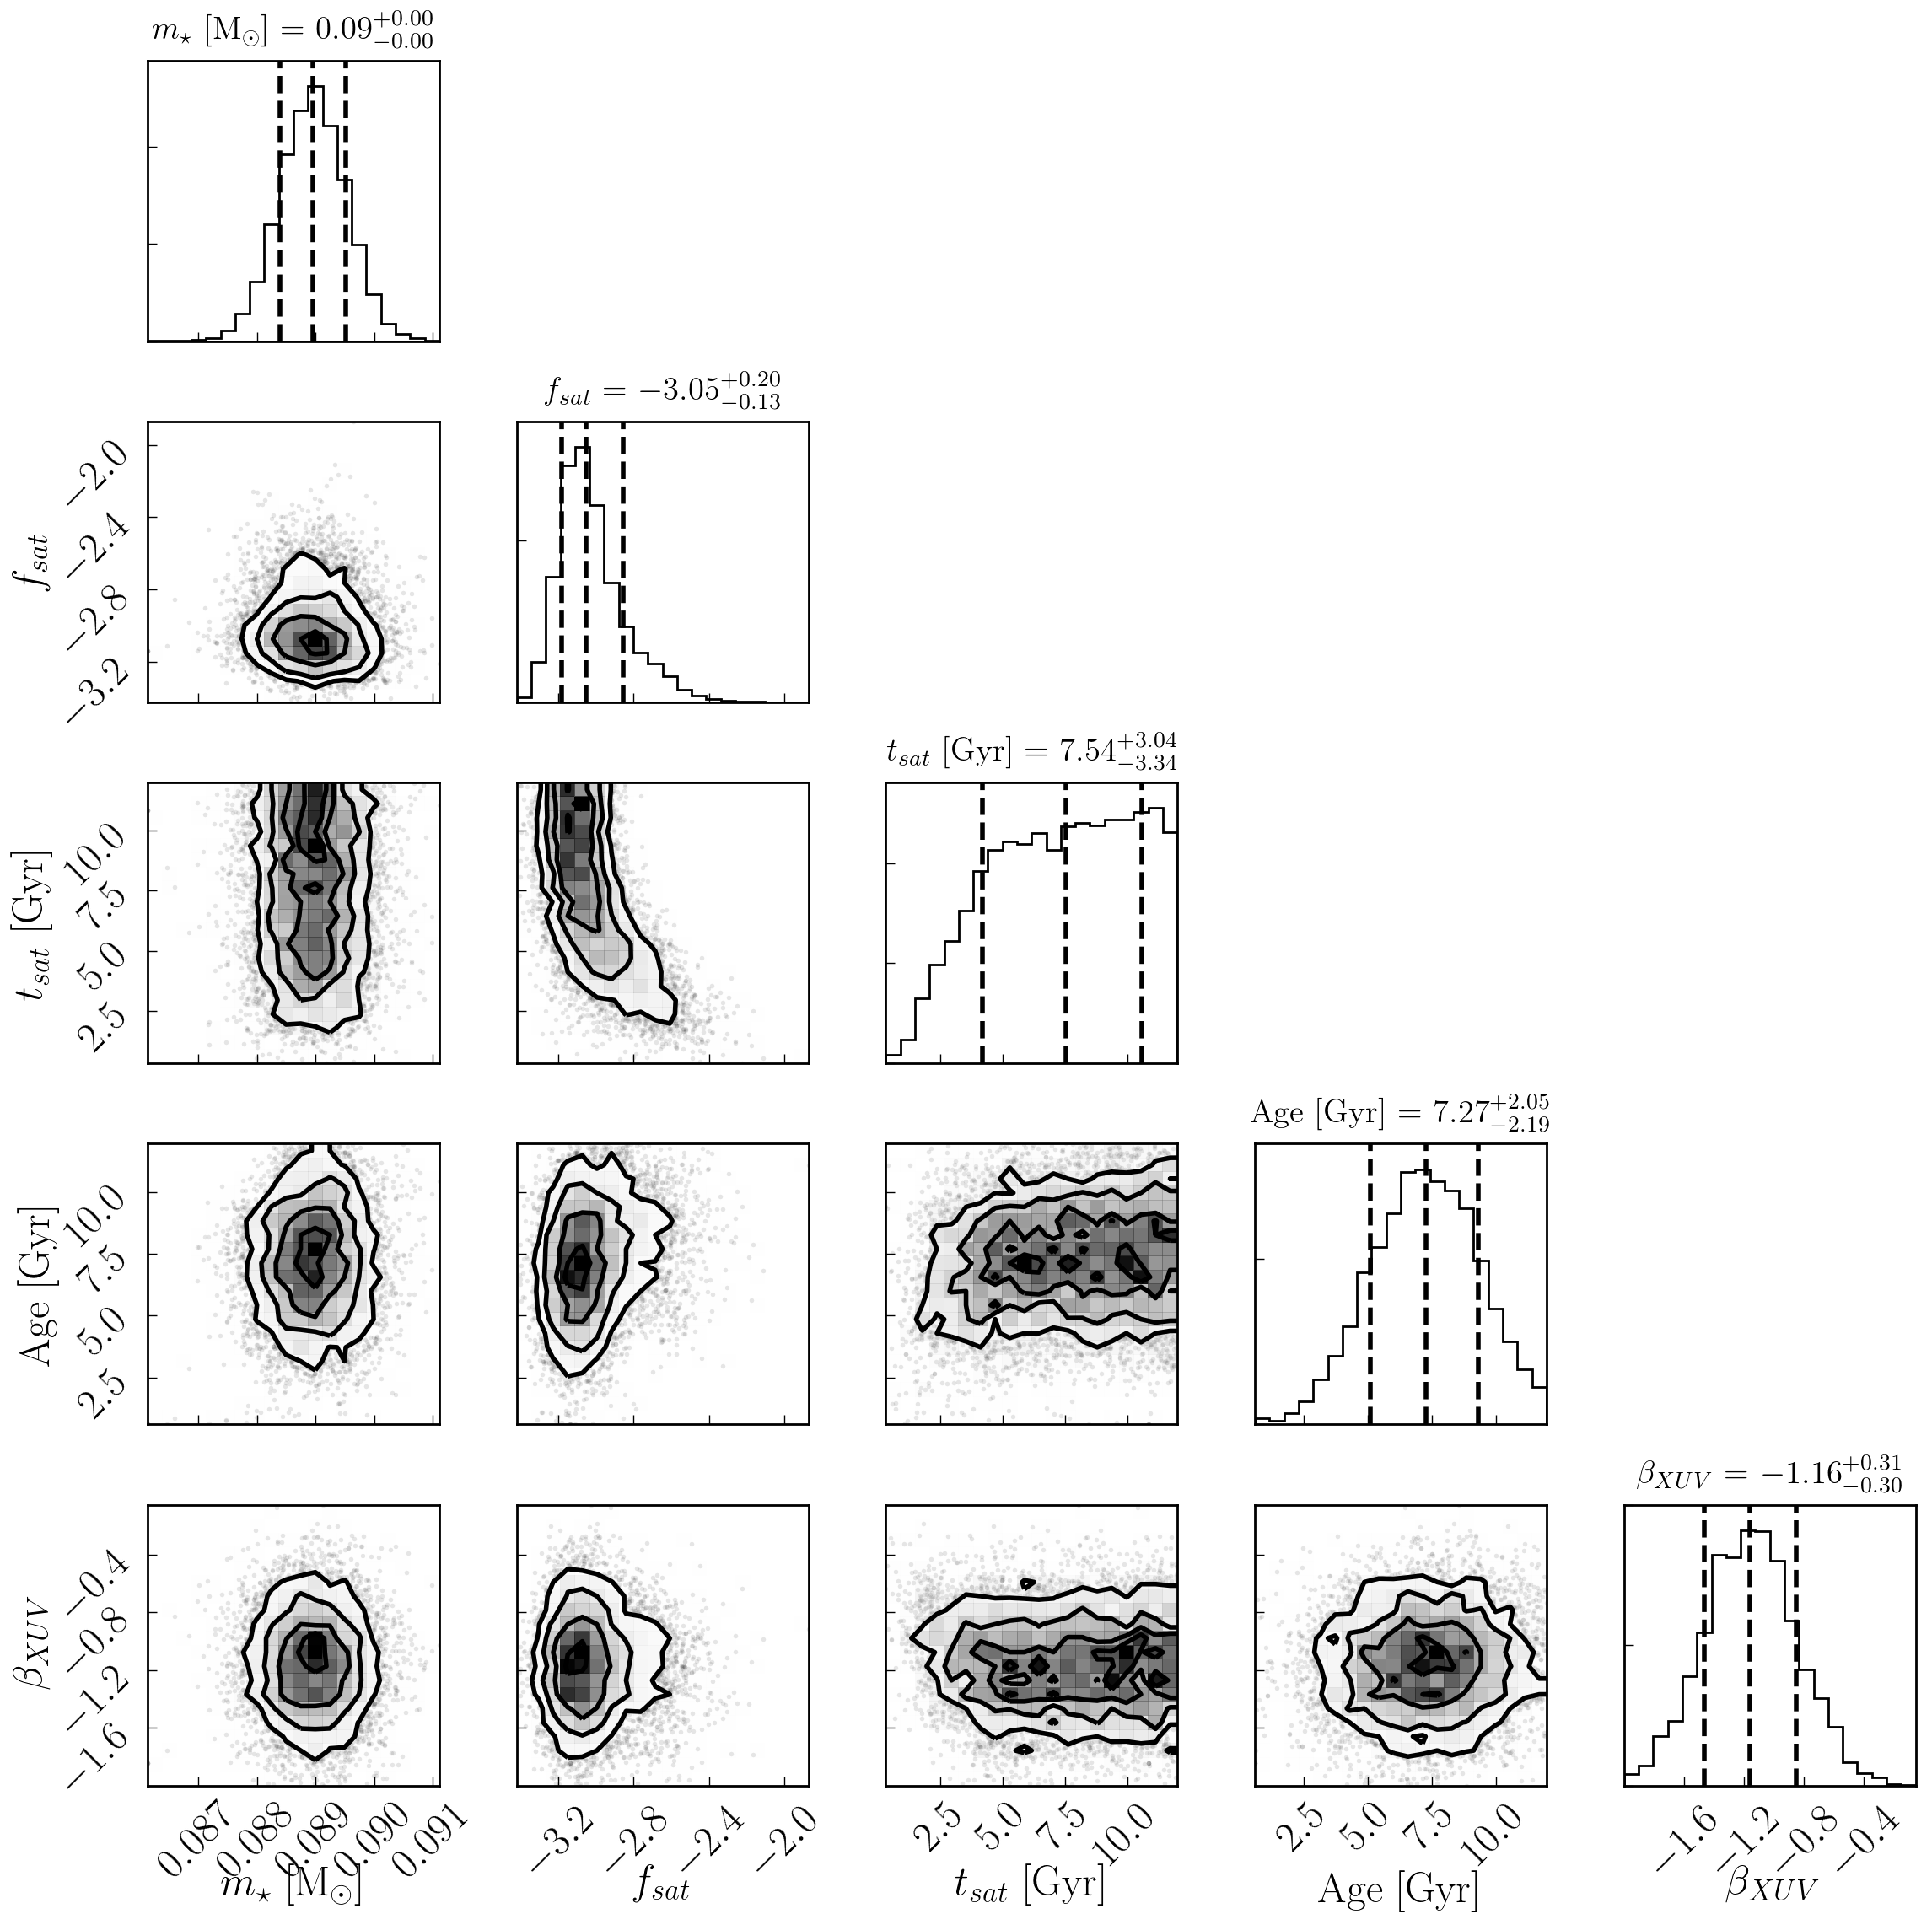 m⋆ [M⊙] = 0.09+0.00 −0.00
fsat = −3.05+0.20 −0.13
−2.0
−2.4
−2.8
−3.2
fsat
tsat [Gyr] = 7.54+3.04 −3.34
10.0
7.5
5.0
2.5
tsat [Gyr]
Age [Gyr] = 7.27+2.05 −2.19
10.0
7.5
5.0
2.5
Age [Gyr]
βXUV = −1.16+0.31 −0.30
−0.4
−0.8
−1.2
−1.6
βXUV
0.087 0.088 0.089 0.090 0.091 −3.2 −2.8 −2.4 −2.0 2.5 5.0 7.5 10.0 2.5 5.0 7.5 10.0 −1.6 −1.2 −0.8 −0.4
m⋆ [M⊙] fsat tsat [Gyr] Age [Gyr] βXUV